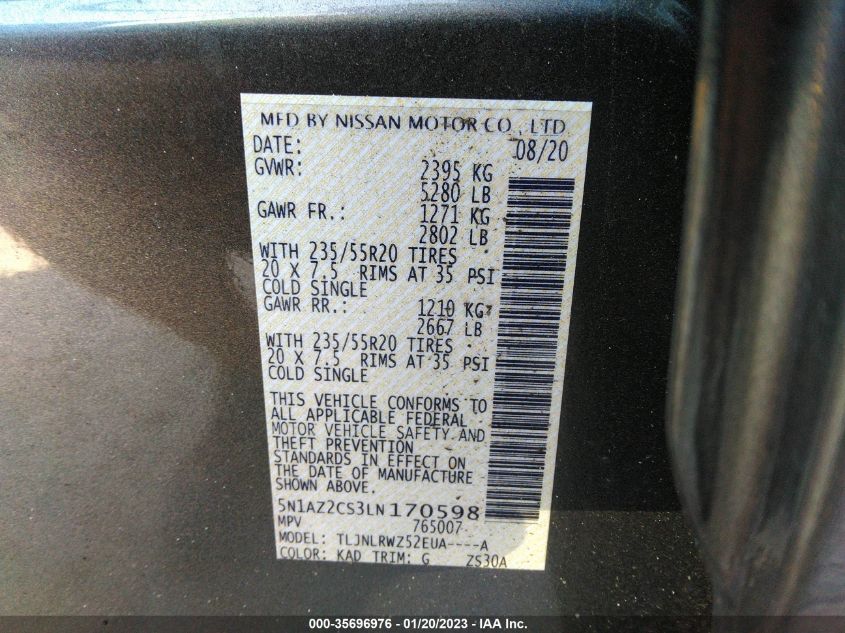 MFD BY NISSAN MOTOR CO., LTD
DATE: 08/20
GVWR: 2395 KG
5280 LB
GAWR FR.: 1271 KG
2802 LB
WITH 235/55R20 TIRES
20 X 7.5 RIMS AT 35 PSI
COLD SINGLE
GAWR RR.: 1210 KG
2667 LB
WITH 235/55R20 TIRES
20 X 7.5 RIMS AT 35 PSI
COLD SINGLE
THIS VEHICLE CONFORMS TO
ALL APPLICABLE FEDERAL
MOTOR VEHICLE SAFETY AND
THEFT PREVENTION
STANDARDS IN EFFECT ON
THE DATE OF MANUFACTURE
SHOWN ABOVE.
5N1AZ2CS3LN170598
MPV 765007
MODEL: TLJNLRWZ52EUA----A
COLOR: KAD TRIM: G ZS30A
000-35696976 - 01/20/2023 - IAA Inc.